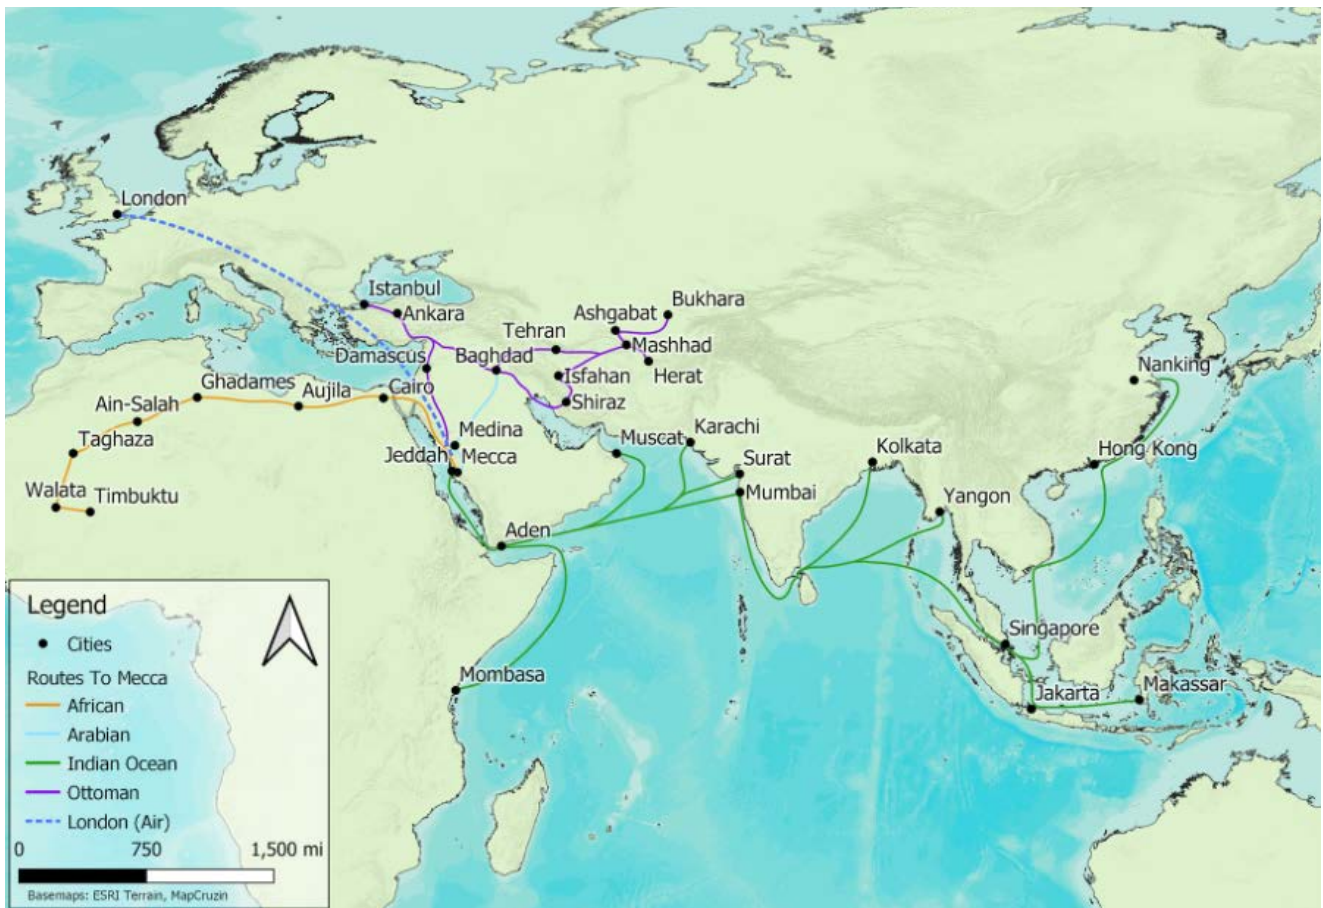 London
Istanbul
Ankara
Ashgabat
Bukhara
Tehran
Mashhad
Damascus
Baghdad
Herat
Isfahan
Shiraz
Nanking
Ghadames
Aujila
Cairo
Ain-Salah
Taghaza
Medina
Jeddah
Mecca
Muscat
Karachi
Surat
Mumbai
Kolkata
Hong Kong
Walata
Timbuktu
Yangon
Aden
Singapore
Mombasa
Jakarta
Makassar
Legend
Cities
Routes To Mecca
African
Arabian
Indian Ocean
Ottoman
London (Air)
0 750 1,500 mi
Basemaps: ESRI Terrain, MapCruzin